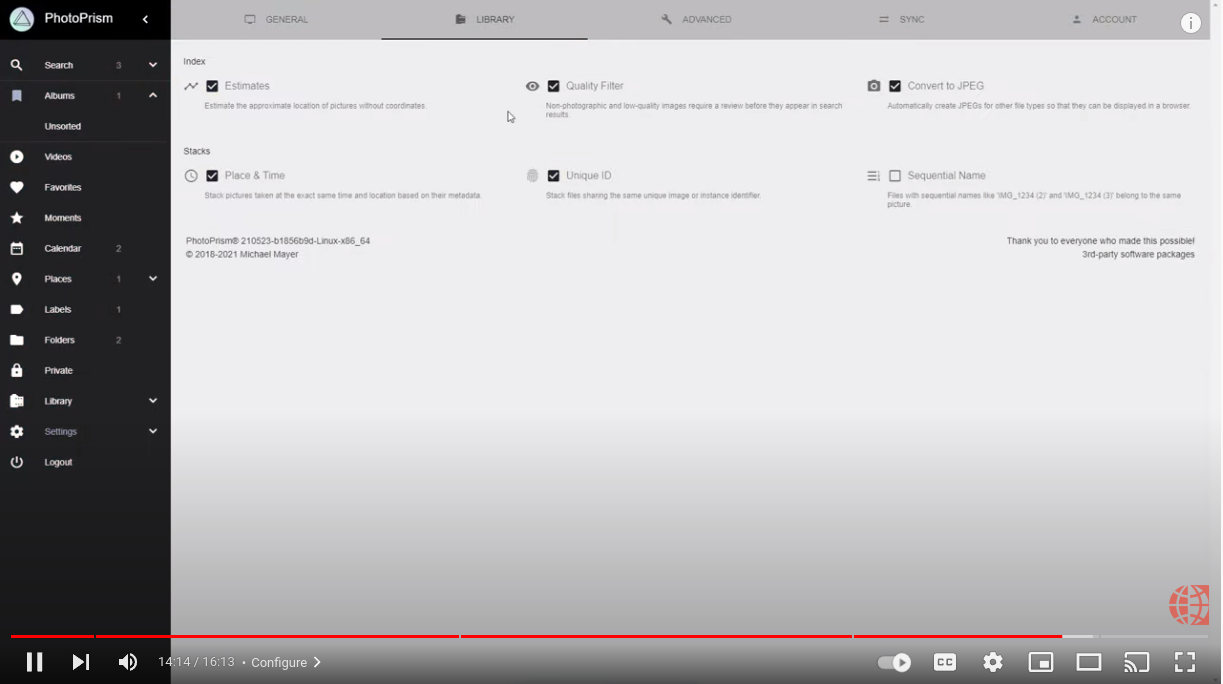 PhotoPrism
GENERAL
LIBRARY
ADVANCED
SYNC
ACCOUNT
Search 3
Albums 1
Unsorted
Videos
Favorites
Moments
Calendar 2
Places 1
Labels 1
Folders 2
Private
Library
Settings
Logout
Index
Estimates
Estimate the approximate location of pictures without coordinates.
Quality Filter
Non-photographic and low-quality images require a review before they appear in search
results.
Convert to JPEG
Automatically create JPEGs for other file types so that they can be displayed in a browser.
Stacks
Place & Time
Stack pictures taken at the exact same time and location based on their metadata.
Unique ID
Stack files sharing the same unique image or instance identifier.
Sequential Name
Files with sequential names like 'IMG_1234 (2)' and 'IMG_1234 (3)' belong to the same
picture.
PhotoPrism® 210523-b1856b9d-Linux-x86_64
© 2018-2021 Michael Mayer
Thank you to everyone who made this possible!
3rd-party software packages
14:14 / 16:13 • Configure
CC